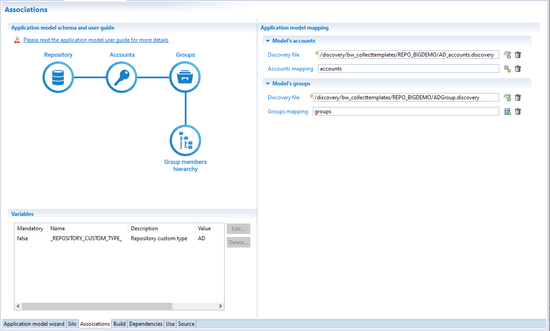 Associations
Application model schema and user guide
Please read the application model user guide for more details
Repository Accounts Groups
Group members
hierarchy
Variables
Mandatory Name Description Value
false _REPOSITORY_CUSTOM_TYPE_ Repository custom type AD
Edit...
Delete...
Application model mapping
Model's accounts
Discovery file /discovery/bw_collecttemplates/REPO_BIGDEMO/AD_accounts.discovery
Accounts mapping accounts
Model's groups
Discovery file /discovery/bw_collecttemplates/REPO_BIGDEMO/ADGroup.discovery
Groups mapping groups
Application model wizard Silo Associations Build Dependencies Use Source